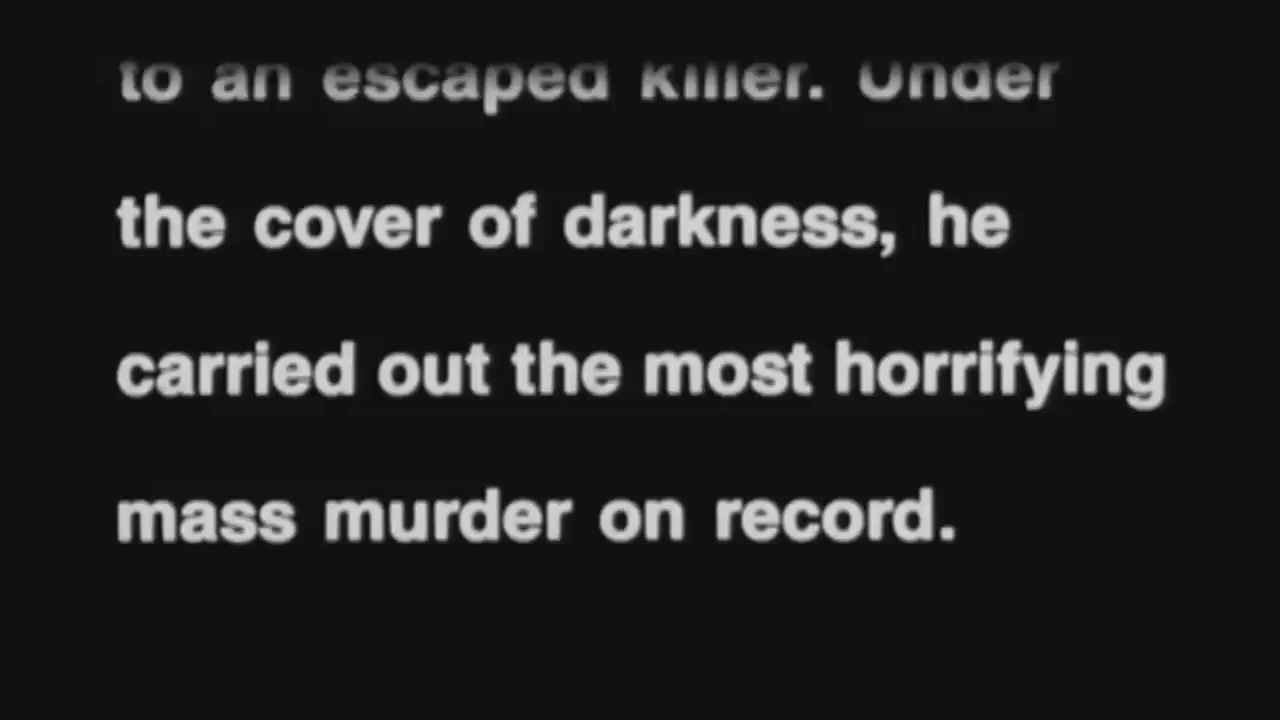 to an escaped killer. Under
the cover of darkness, he
carried out the most horrifying
mass murder on record.